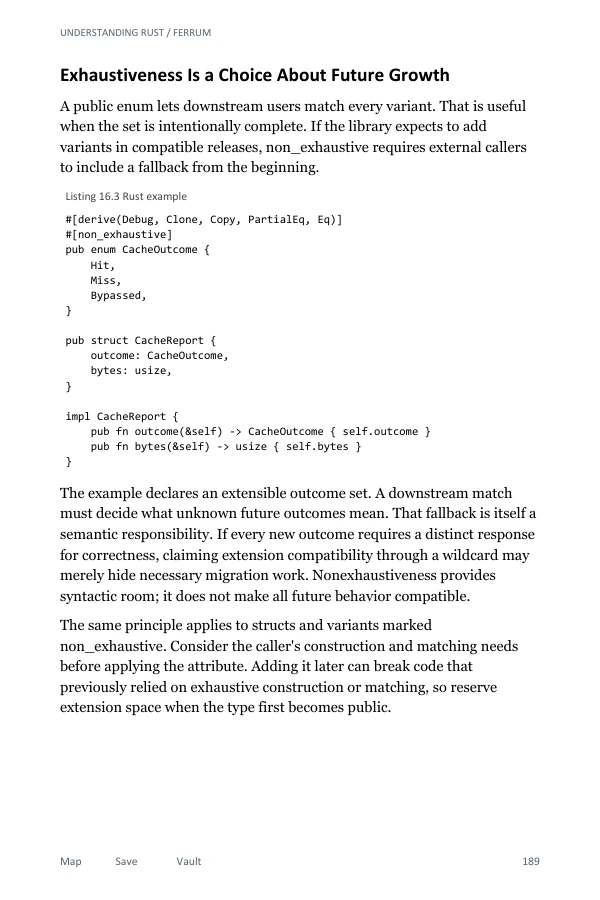 UNDERSTANDING RUST / FERRUM
Exhaustiveness Is a Choice About Future Growth
A public enum lets downstream users match every variant. That is useful
when the set is intentionally complete. If the library expects to add
variants in compatible releases, non_exhaustive requires external callers
to include a fallback from the beginning.
Listing 16.3 Rust example
#[derive(Debug, Clone, Copy, PartialEq, Eq)]
#[non_exhaustive]
pub enum CacheOutcome {
    Hit,
    Miss,
    Bypassed,
}
pub struct CacheReport {
    outcome: CacheOutcome,
    bytes: usize,
}
impl CacheReport {
    pub fn outcome(&self) -> CacheOutcome { self.outcome }
    pub fn bytes(&self) -> usize { self.bytes }
}
The example declares an extensible outcome set. A downstream match
must decide what unknown future outcomes mean. That fallback is itself a
semantic responsibility. If every new outcome requires a distinct response
for correctness, claiming extension compatibility through a wildcard may
merely hide necessary migration work. Nonexhaustiveness provides
syntactic room; it does not make all future behavior compatible.
The same principle applies to structs and variants marked
non_exhaustive. Consider the caller's construction and matching needs
before applying the attribute. Adding it later can break code that
previously relied on exhaustive construction or matching, so reserve
extension space when the type first becomes public.
Map Save Vault 189